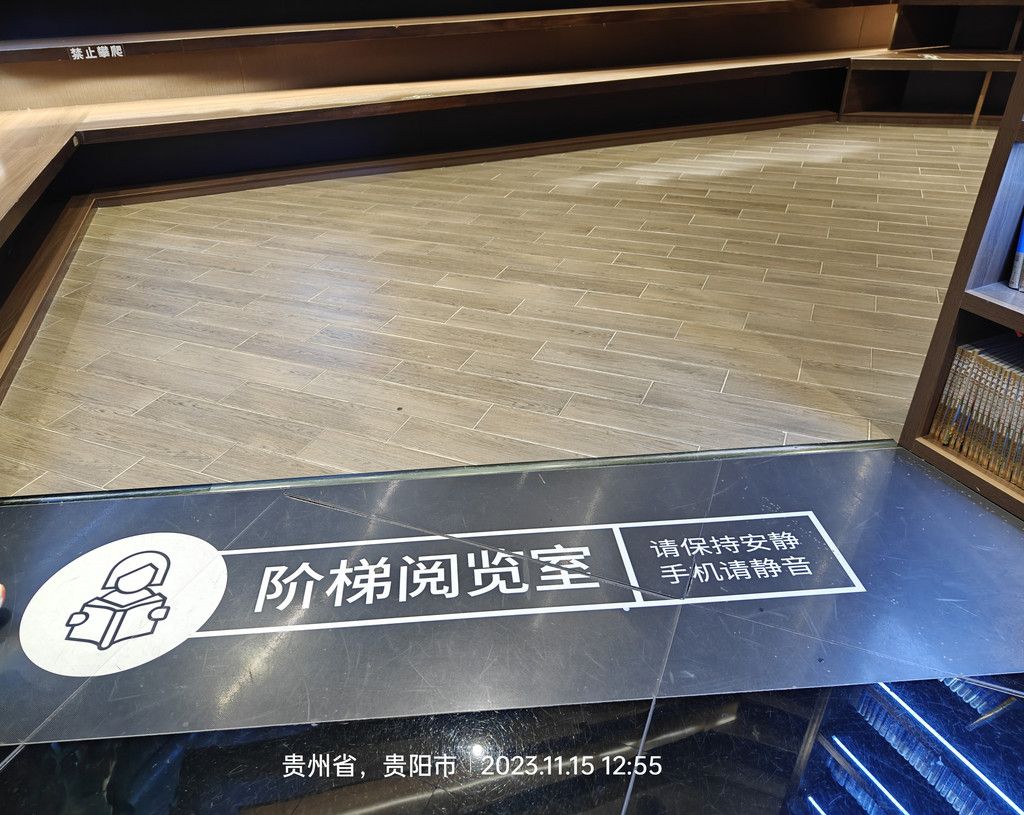 禁止攀爬
阶梯阅览室
请保持安静
手机请静音
贵州省，贵阳市 2023.11.15 12:55